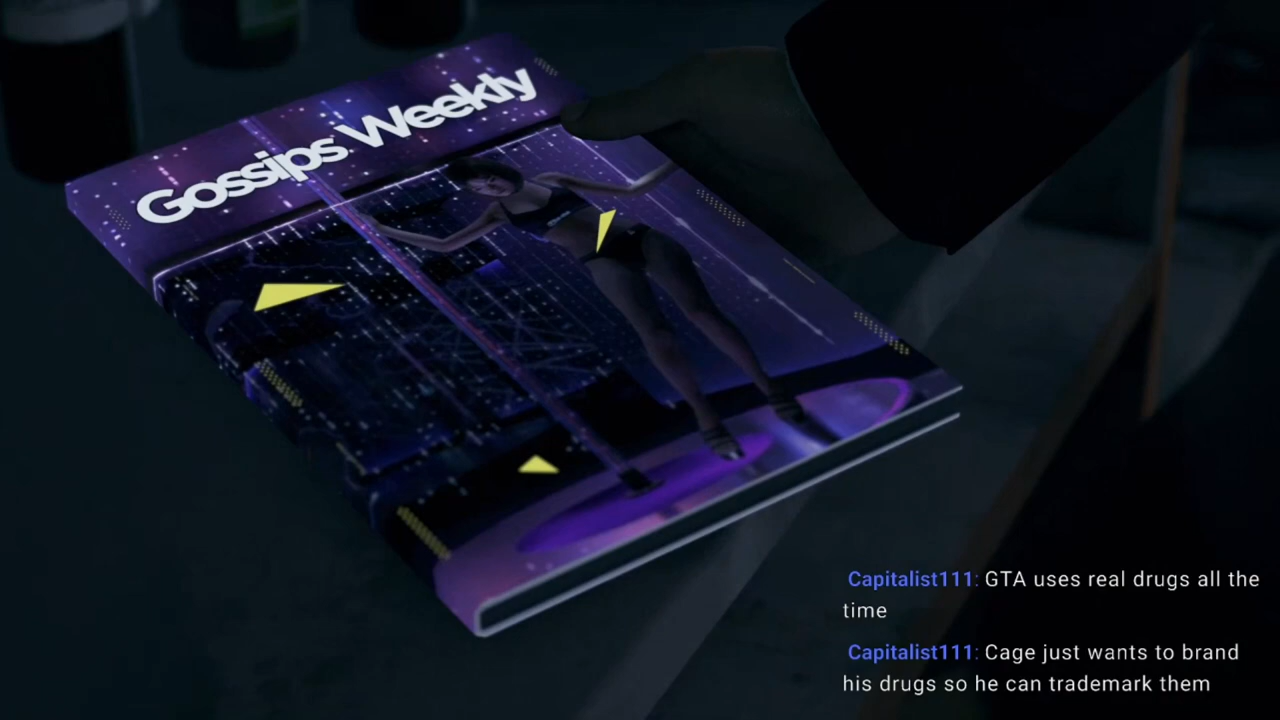 Gossips Weekly
Capitalist111: GTA uses real drugs all the
time
Capitalist111: Cage just wants to brand
his drugs so he can trademark them